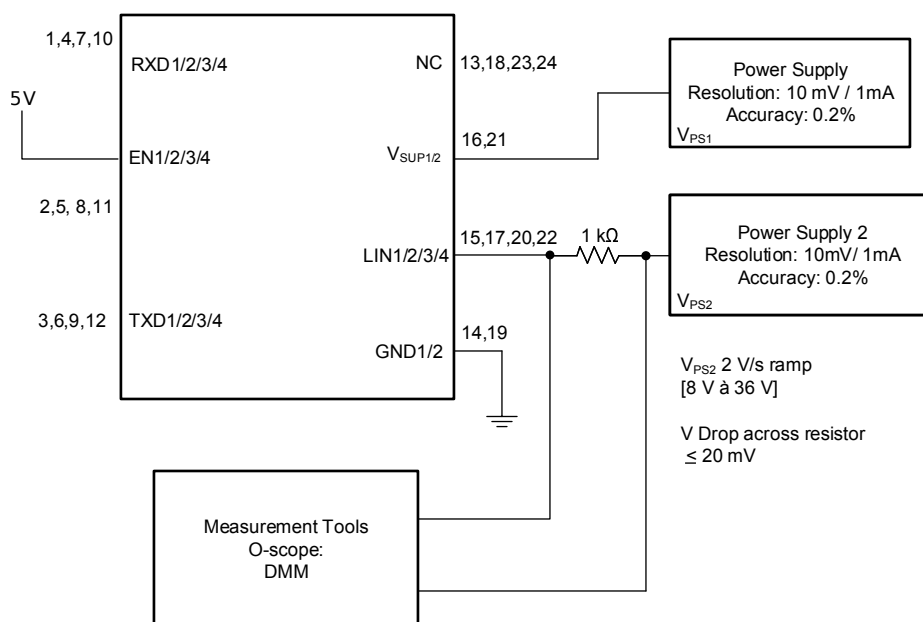 1,4,7,10
RXD1/2/3/4
NC
13,18,23,24
5V
EN1/2/3/4
VSUP1/2
16,21
2,5, 8,11
LIN1/2/3/4
15,17,20,22
1 kΩ
3,6,9,12
TXD1/2/3/4
GND1/2
14,19
Power Supply
Resolution: 10 mV / 1mA
Accuracy: 0.2%
VPS1
Power Supply 2
Resolution: 10mV/ 1mA
Accuracy: 0.2%
VPS2
VPS2 2 V/s ramp
[8 V à 36 V]
V Drop across resistor
≤ 20 mV
Measurement Tools
O-scope:
DMM